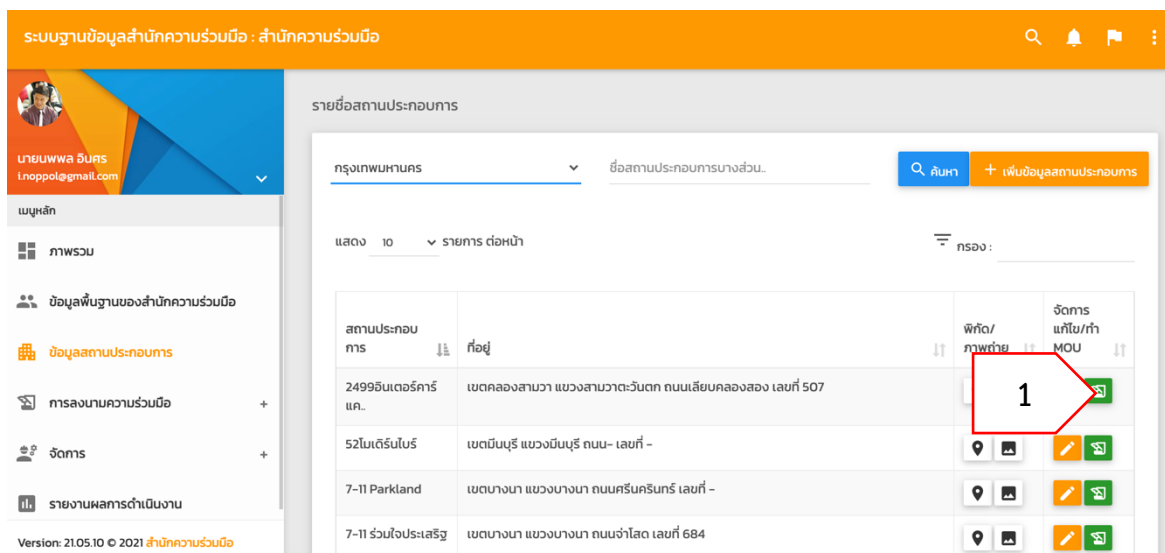 ระบบฐานข้อมูลสำนักความร่วมมือ : สำนักความร่วมมือ
นายนพพล อินศร
i.noppol@gmail.com
เมนูหลัก
ภาพรวม
ข้อมูลพื้นฐานของสำนักความร่วมมือ
ข้อมูลสถานประกอบการ
การลงนามความร่วมมือ +
จัดการ +
รายงานผลการดำเนินงาน
Version: 21.05.10 © 2021 สำนักความร่วมมือ
รายชื่อสถานประกอบการ
กรุงเทพมหานคร ชื่อสถานประกอบการบางส่วน.. ค้นหา + เพิ่มข้อมูลสถานประกอบการ
แสดง 10 รายการ ต่อหน้า กรอง :
สถานประกอบ
การ ที่อยู่ พิกัด/
ภาพถ่าย จัดการ
แก้ไข/ทำ
MOU
2499อินเตอร์คาร์
แค.. เขตคลองสามวา แขวงสามวาตะวันตก ถนนเลียบคลองสอง เลขที่ 507
1
52โมเดิร์นไบร์ เขตมีนบุรี แขวงมีนบุรี ถนน- เลขที่ -
7-11 Parkland เขตบางนา แขวงบางนา ถนนศรีนครินทร์ เลขที่ -
7-11 ร่วมใจประเสริฐ เขตบางนา แขวงบางนา ถนนจ่าโสด เลขที่ 684